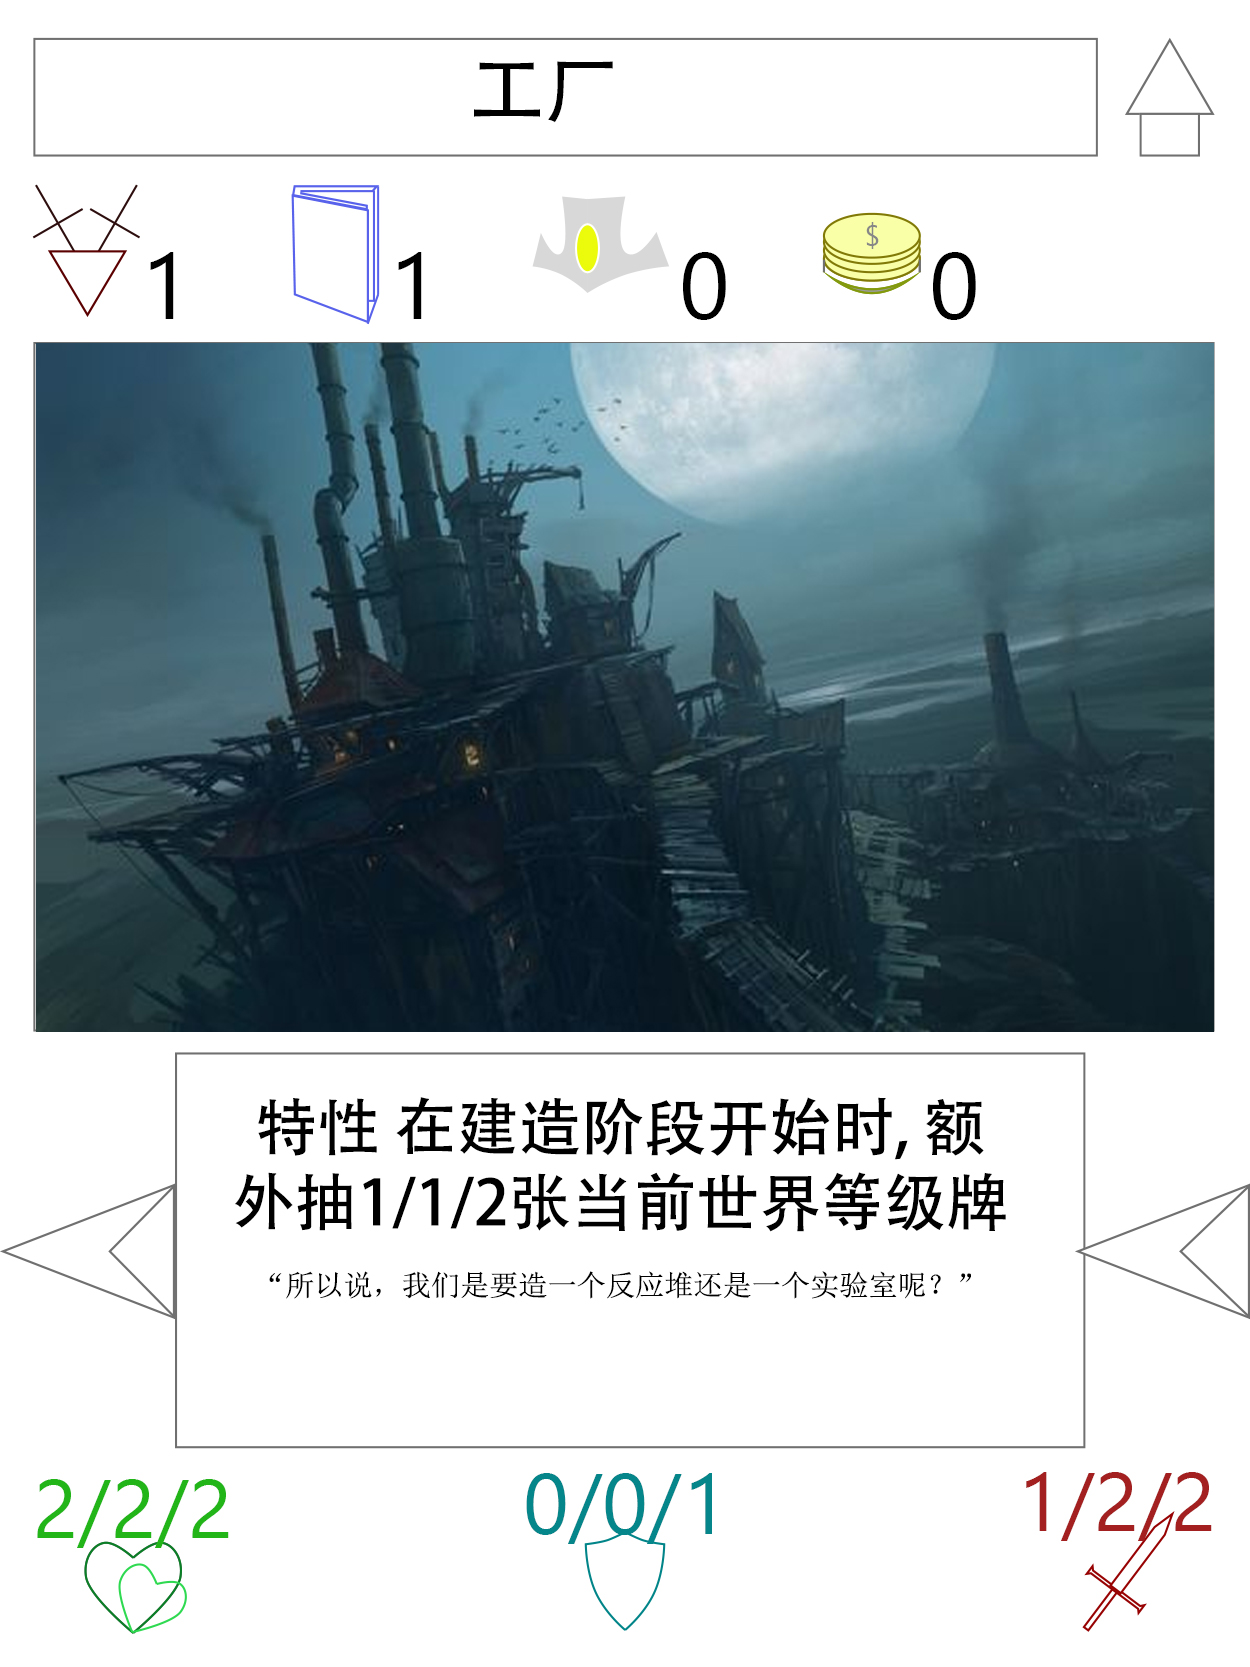 工厂
1 1 0 $ 0
特性 在建造阶段开始时, 额
外抽1/1/2张当前世界等级牌
“所以说，我们是要造一个反应堆还是一个实验室呢？”
2/2/2 0/0/1 1/2/2